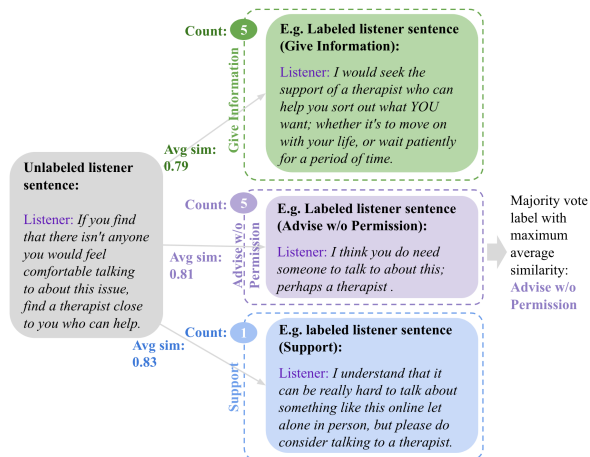 Count: 5
Give Information
E.g. Labeled listener sentence
(Give Information):
Listener: I would seek the
support of a therapist who can
help you sort out what YOU
want; whether it's to move on
with your life, or wait patiently
for a period of time.
Avg sim:
0.79
Unlabeled listener
sentence:
Listener: If you find
that there isn't anyone
you would feel
comfortable talking
to about this issue,
find a therapist close
to you who can help.
Count: 5
Advise w/o
Permission
E.g. Labeled listener sentence
(Advise w/o Permission):
Listener: I think you do need
someone to talk to about this;
perhaps a therapist .
Avg sim:
0.81
Majority vote
label with
maximum
average
similarity:
Advise w/o
Permission
Count: 1
Support
E.g. labeled listener sentence
(Support):
Listener: I understand that it
can be really hard to talk about
something like this online let
alone in person, but please do
consider talking to a therapist.
Avg sim:
0.83